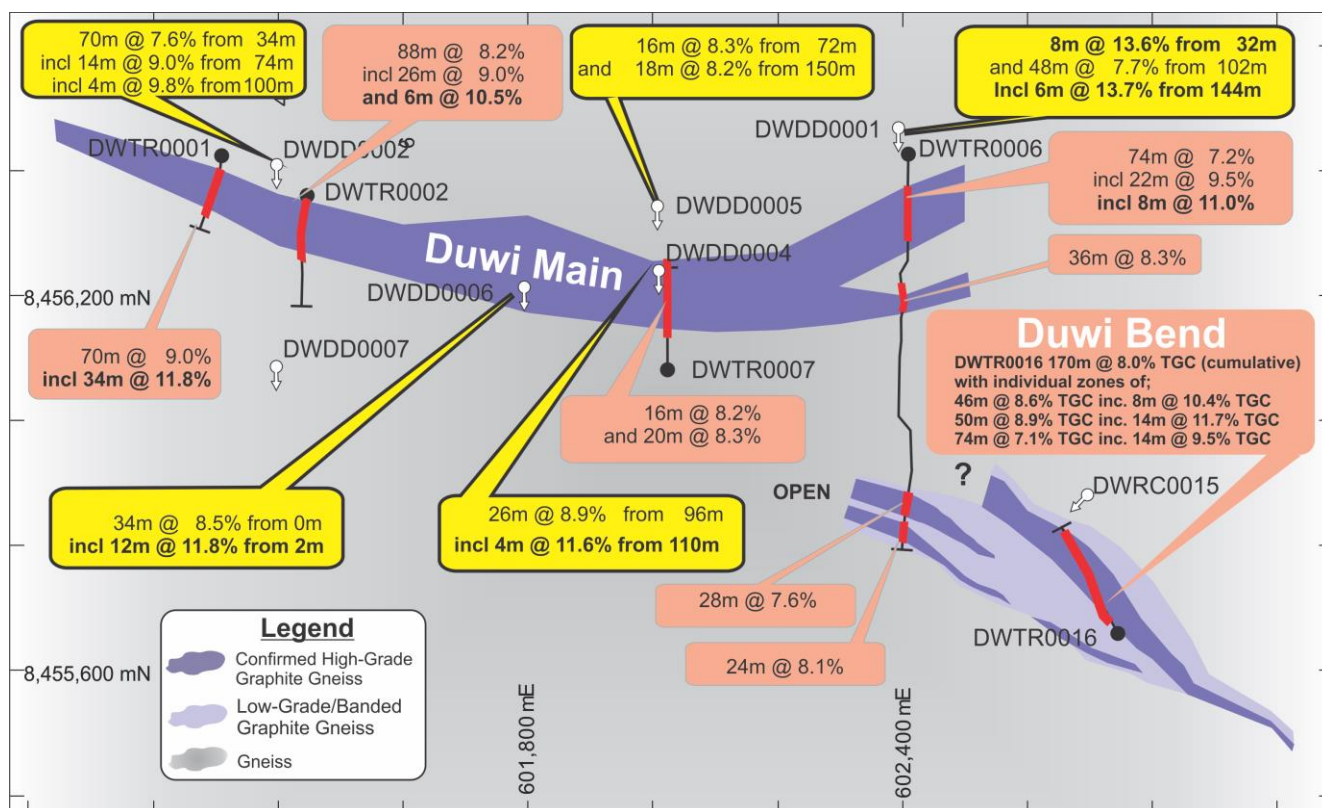 70m @ 7.6% from 34m
incl 14m @ 9.0% from 74m
incl 4m @ 9.8% from 100m
88m @ 8.2%
incl 26m @ 9.0%
and 6m @ 10.5%
16m @ 8.3% from 72m
and 18m @ 8.2% from 150m
8m @ 13.6% from 32m
and 48m @ 7.7% from 102m
Incl 6m @ 13.7% from 144m
DWTR0001
DWDD0002
DWTR0002
DWDD0001
DWTR0006
74m @ 7.2%
incl 22m @ 9.5%
incl 8m @ 11.0%
DWDD0005
Duwi Main
DWDD0004
36m @ 8.3%
8,456,200 mN
DWDD0006
DWDD0007
70m @ 9.0%
incl 34m @ 11.8%
DWTR0007
16m @ 8.2%
and 20m @ 8.3%
Duwi Bend
DWTR0016 170m @ 8.0% TGC (cumulative)
with individual zones of;
46m @ 8.6% TGC inc. 8m @ 10.4% TGC
50m @ 8.9% TGC inc. 14m @ 11.7% TGC
74m @ 7.1% TGC inc. 14m @ 9.5% TGC
?
OPEN
DWRC0015
34m @ 8.5% from 0m
incl 12m @ 11.8% from 2m
26m @ 8.9% from 96m
incl 4m @ 11.6% from 110m
28m @ 7.6%
24m @ 8.1%
DWTR0016
8,455,600 mN
Legend
Confirmed High-Grade
Graphite Gneiss
Low-Grade/Banded
Graphite Gneiss
Gneiss
601,800 mE
602,400 mE